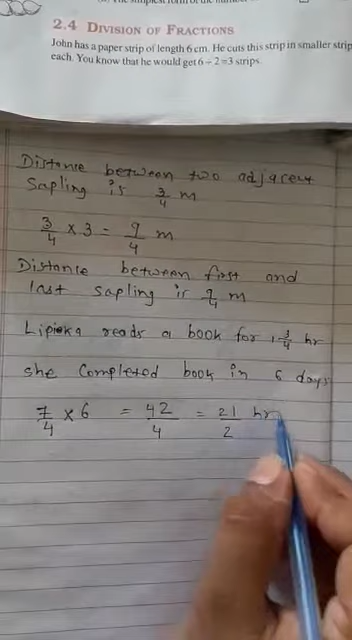 2.4 DIVISION OF FRACTIONS
John has a paper strip of length 6 cm. He cuts this strip in smaller strip
each. You know that he would get 6 ÷ 2 =3 strips.
Distance between two adjacent
Sapling is 3/4 m
3/4 × 3 = 9/4 m
Distance between first and
last sapling is 9/4 m
Lipika reads a book for 1 3/4 hr
she completed book in 6 days
7/4 × 6 = 42/4 = 21/2 hr